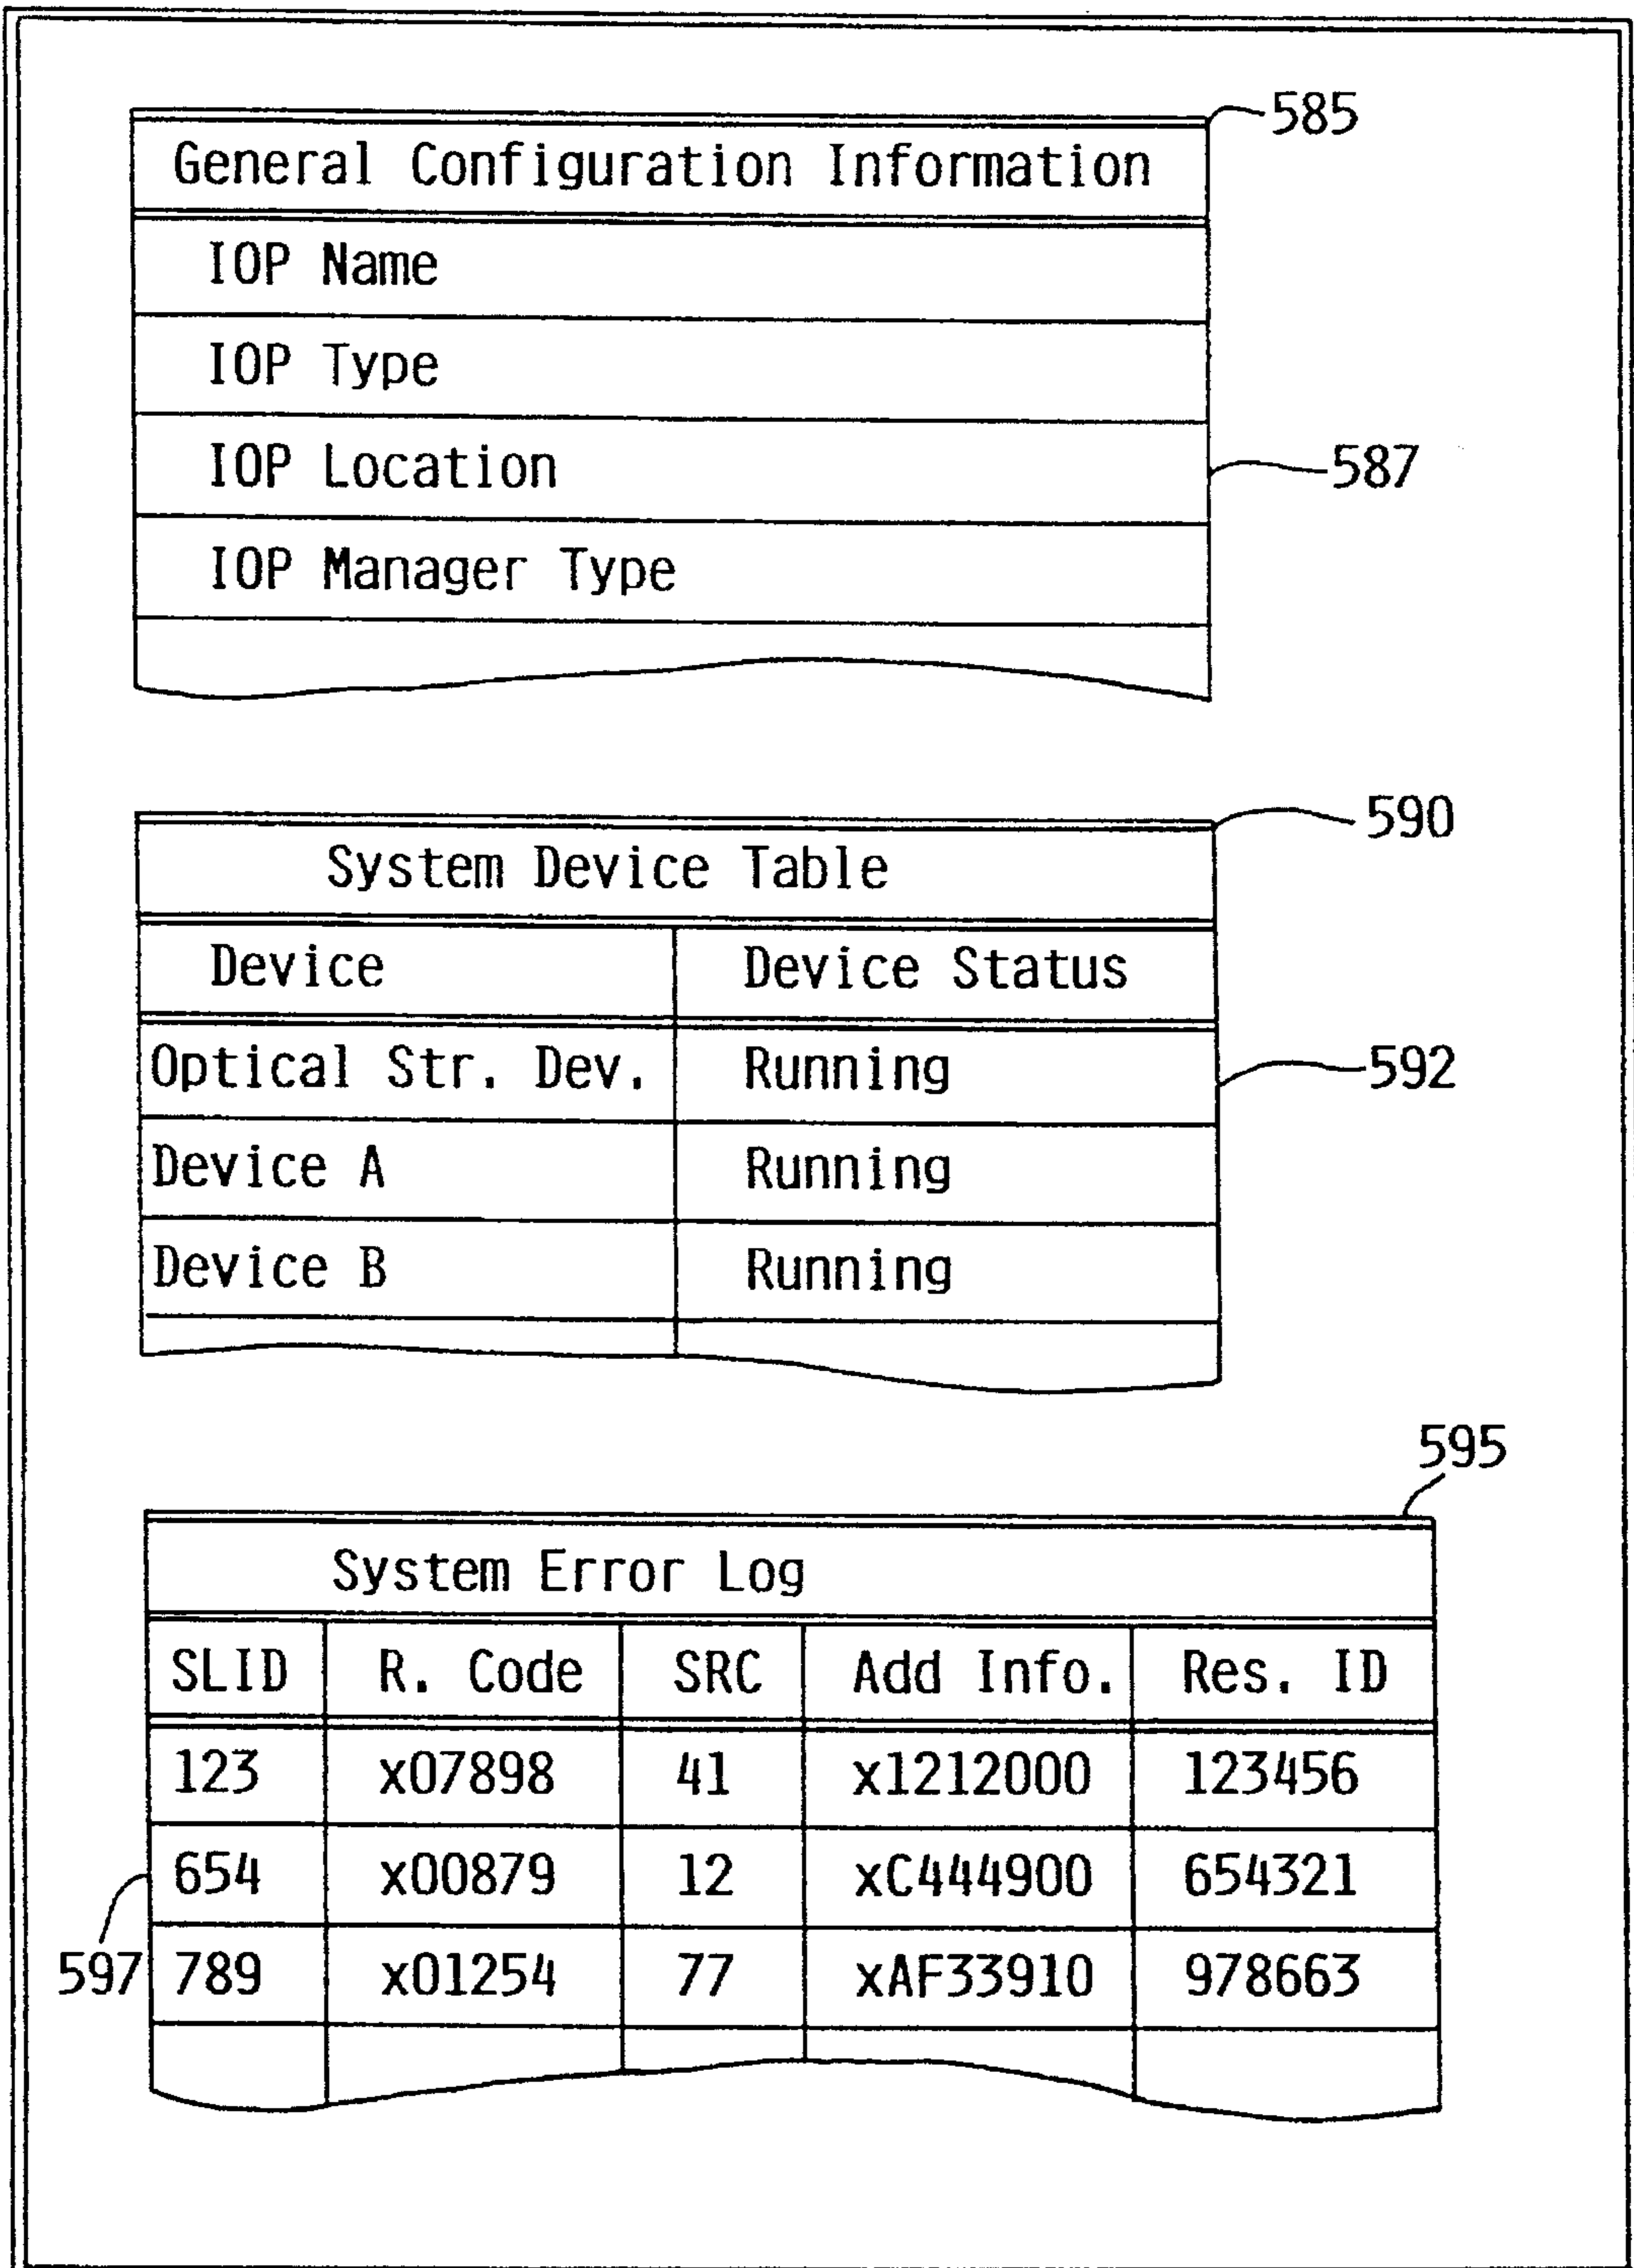 585
General Configuration Information
IOP Name
IOP Type
IOP Location
587
IOP Manager Type
590
System Device Table
Device Device Status
Optical Str. Dev. Running
592
Device A Running
Device B Running
595
System Error Log
SLID R. Code SRC Add Info. Res. ID
123 x07898 41 x1212000 123456
654 x00879 12 xC444900 654321
597
789 x01254 77 xAF33910 978663